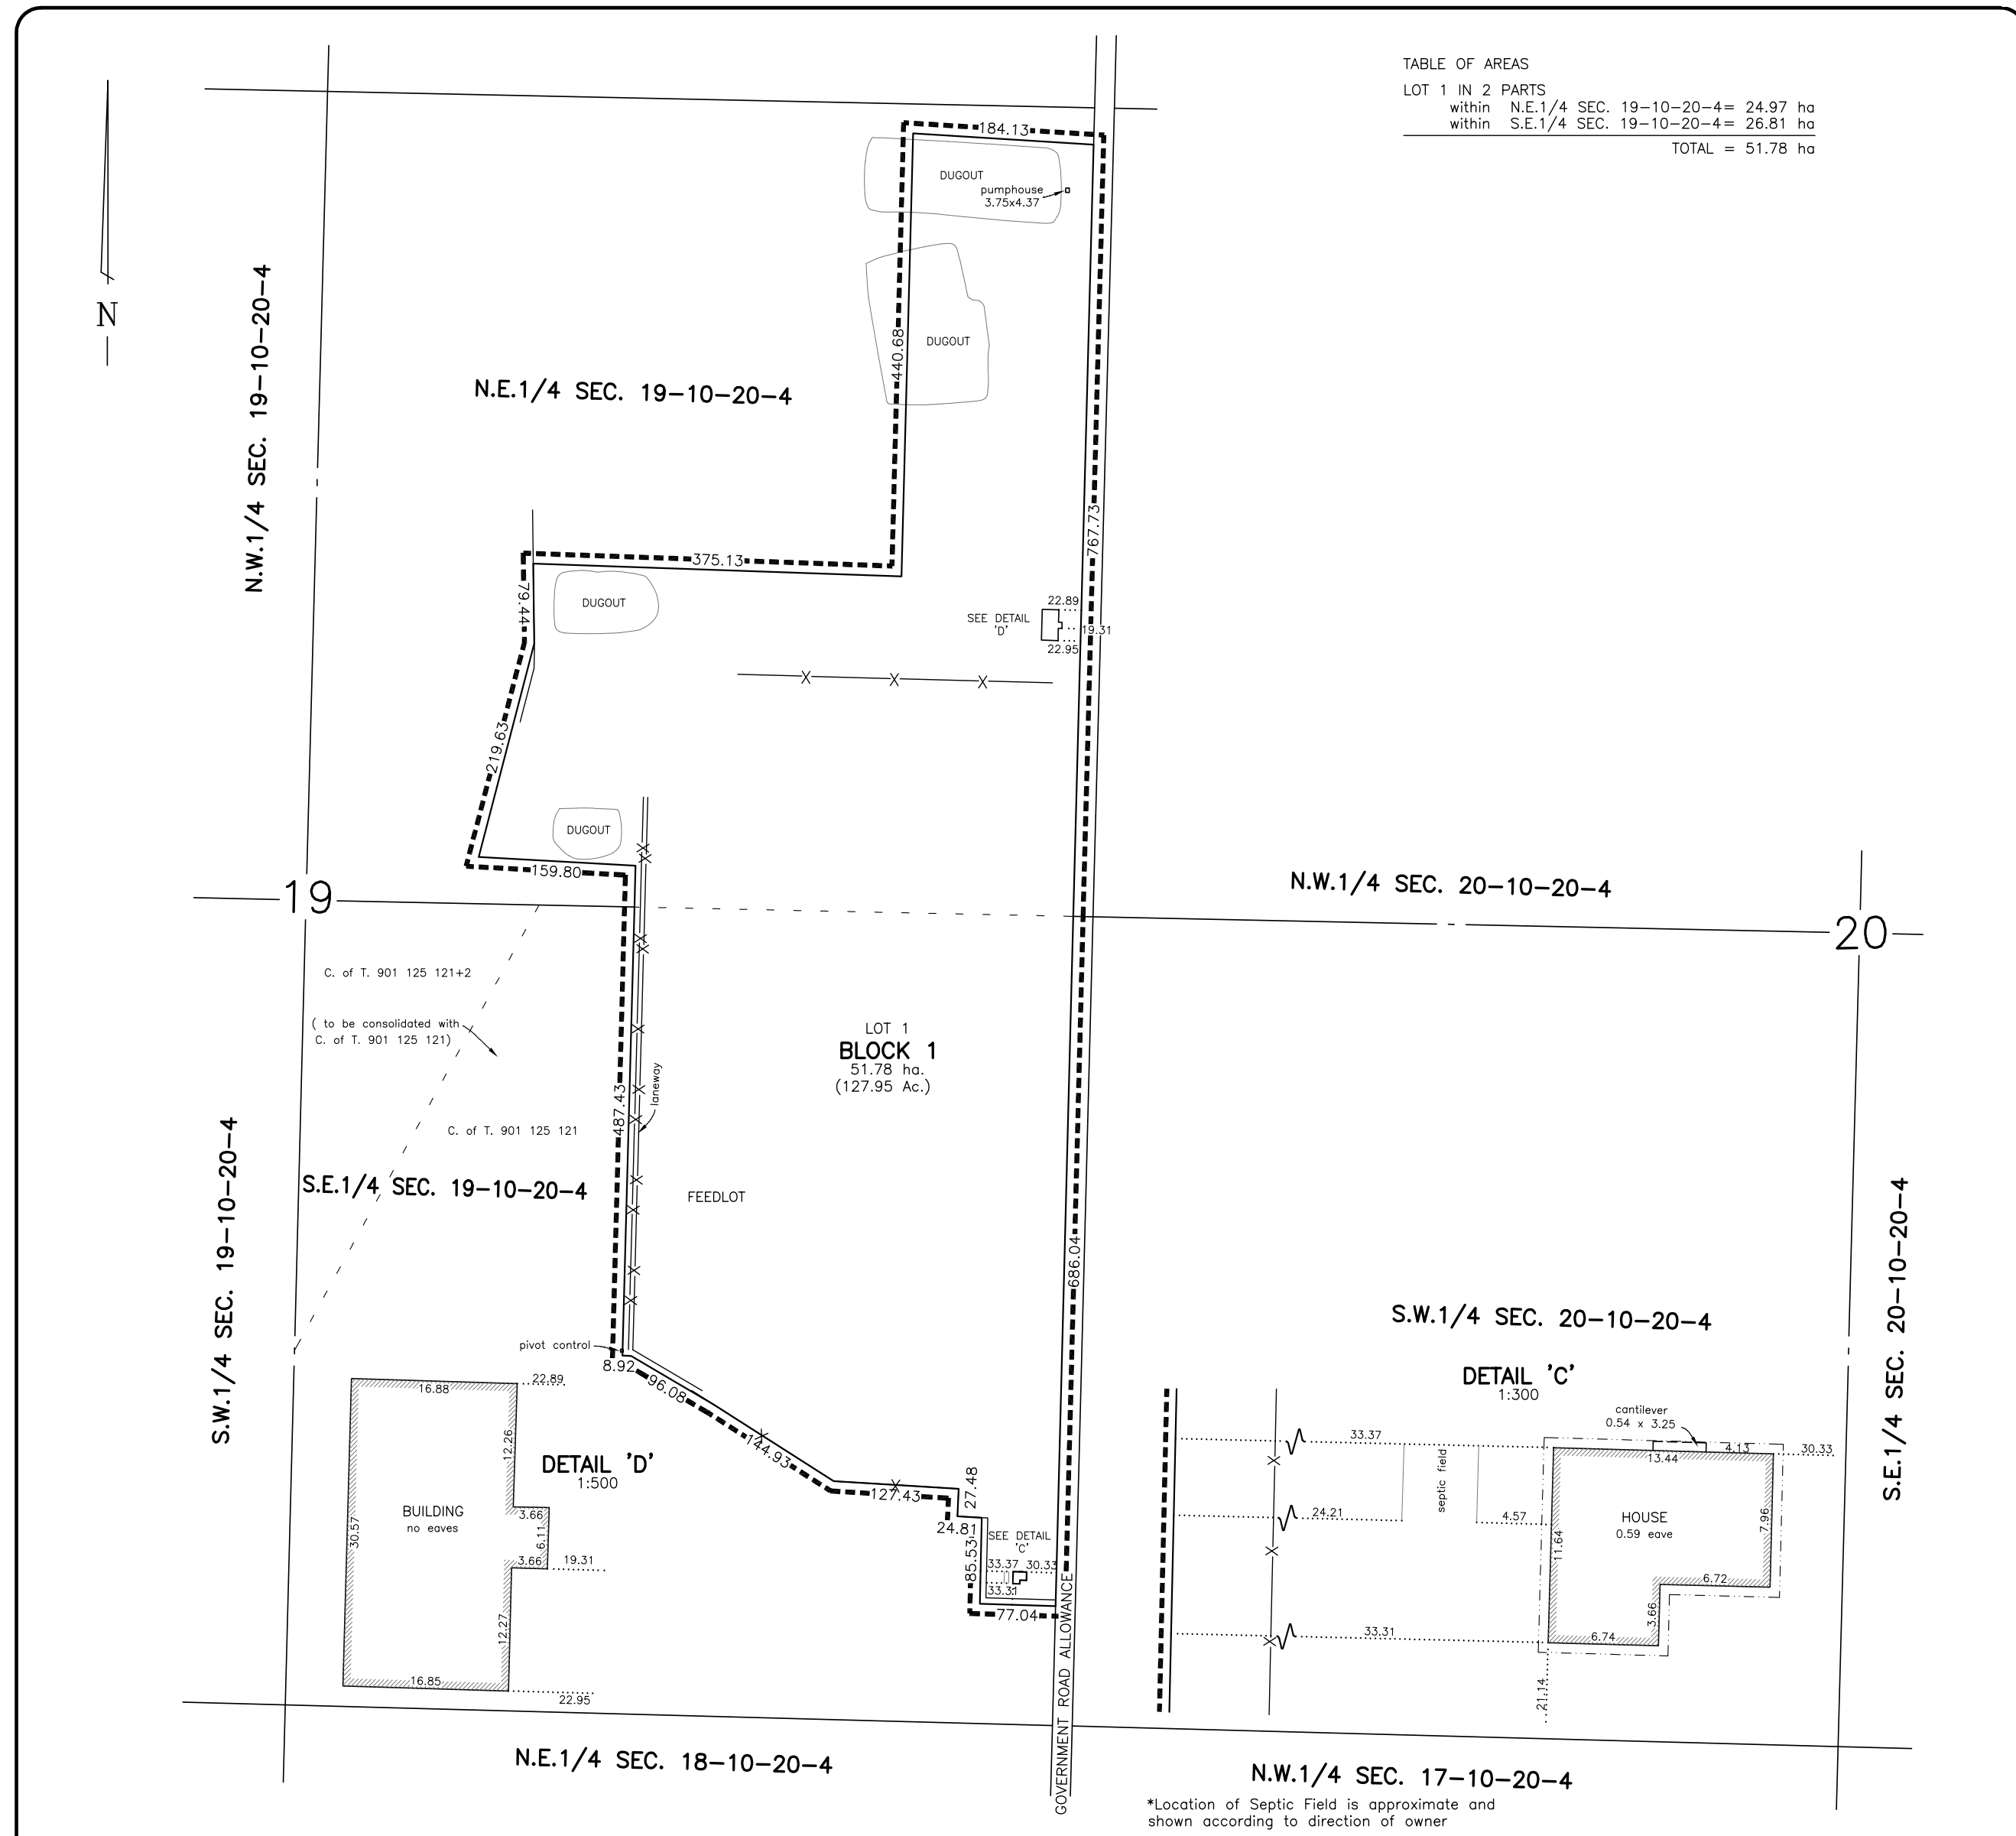 TABLE OF AREAS
LOT 1 IN 2 PARTS
within N.E.1/4 SEC. 19-10-20-4= 24.97 ha
within S.E.1/4 SEC. 19-10-20-4= 26.81 ha
TOTAL = 51.78 ha
N
184.13
DUGOUT
pumphouse
3.75x4.37
N.W.1/4 SEC. 19-10-20-4
440.68
DUGOUT
N.E.1/4 SEC. 19-10-20-4
767.73
375.13
79.44
DUGOUT
22.89
SEE DETAIL
'D'
19.31
22.95
219.63
DUGOUT
159.80
19
N.W.1/4 SEC. 20-10-20-4
20
C. of T. 901 125 121+2
( to be consolidated with
C. of T. 901 125 121)
LOT 1
BLOCK 1
51.78 ha.
(127.95 Ac.)
487.43
laneway
C. of T. 901 125 121
S.E.1/4 SEC. 19-10-20-4
FEEDLOT
S.W.1/4 SEC. 19-10-20-4
686.04
S.E.1/4 SEC. 20-10-20-4
S.W.1/4 SEC. 20-10-20-4
pivot control
8.92
96.08
144.93
127.43
27.48
24.81
SEE DETAIL
'C'
85.53
33.37 30.33
33.31
77.04
GOVERNMENT ROAD ALLOWANCE
16.88
22.89
12.26
DETAIL 'D'
1:500
BUILDING
no eaves
30.57
3.66
6.11
3.66
19.31
12.27
16.85
22.95
DETAIL 'C'
1:300
cantilever
0.54 x 3.25
33.37
4.13
30.33
13.44
septic field
24.21
4.57
HOUSE
0.59 eave
7.96
11.64
6.72
3.66
33.31
6.74
21.14
N.E.1/4 SEC. 18-10-20-4
N.W.1/4 SEC. 17-10-20-4
*Location of Septic Field is approximate and
shown according to direction of owner